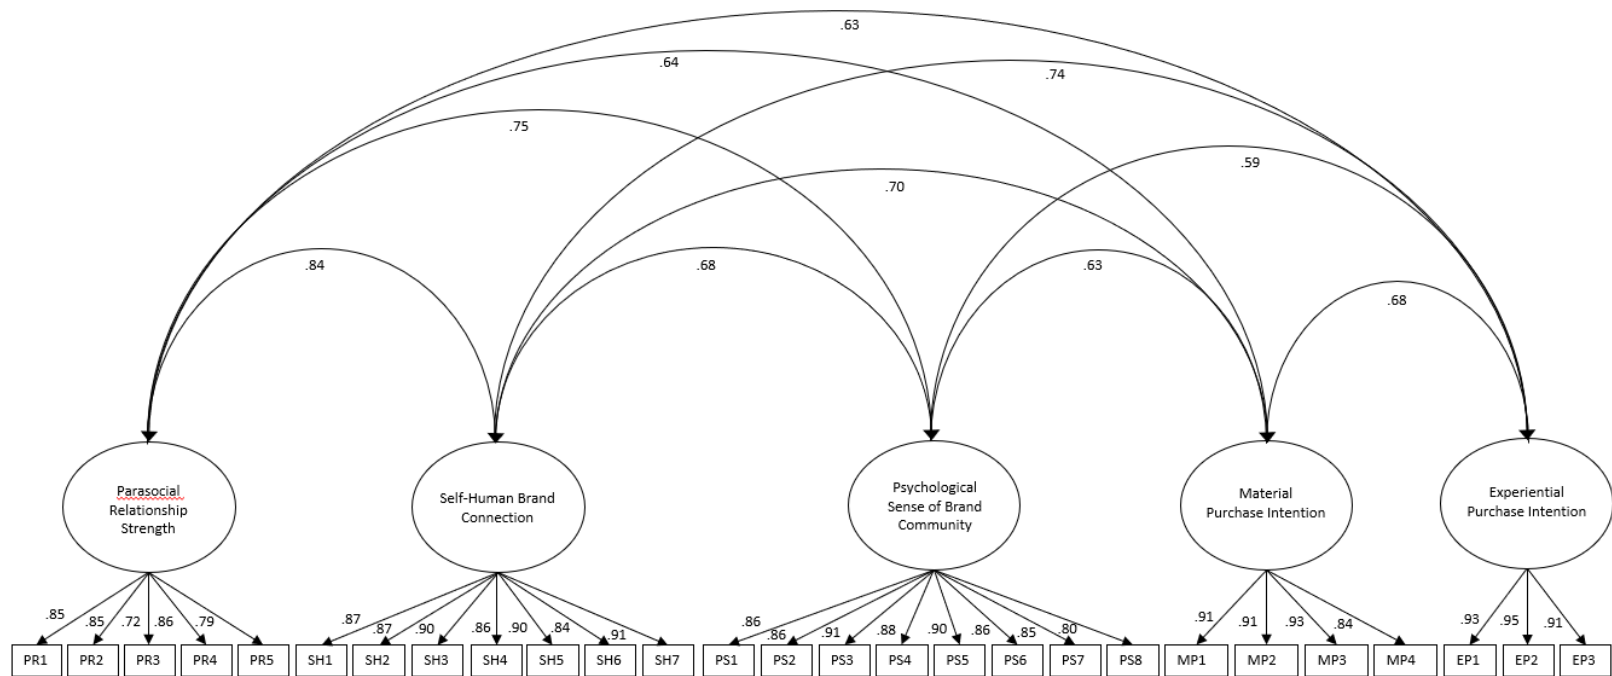 .63
.64
.74
.75
.59
.70
.84
.68
.63
.68
Parasocial
Relationship
Strength
Self-Human Brand
Connection
Psychological
Sense of Brand
Community
Material
Purchase Intention
Experiential
Purchase Intention
.85 .85 .72 .86 .79
.87 .87 .90 .86 .90 .84 .91
.86 .86 .91 .88 .90 .86 .85 .80
.91 .91 .93 .84
.93 .95 .91
PR1 PR2 PR3 PR4 PR5 SH1 SH2 SH3 SH4 SH5 SH6 SH7 PS1 PS2 PS3 PS4 PS5 PS6 PS7 PS8 MP1 MP2 MP3 MP4 EP1 EP2 EP3